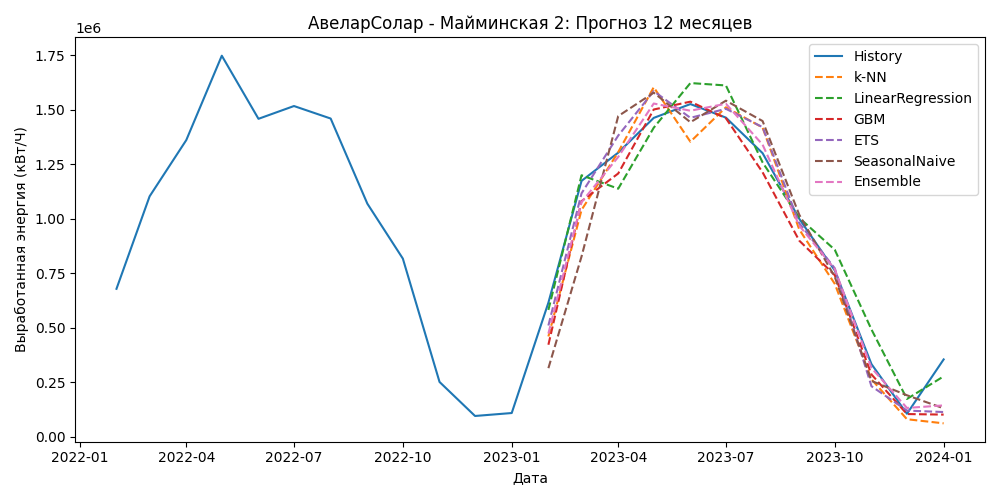 АвеларСолар - Майминская 2: Прогноз 12 месяцев
1e6
1.75
1.50
1.25
1.00
0.75
0.50
0.25
0.00
Выработанная энергия (кВт/Ч)
2022-01
2022-04
2022-07
2022-10
2023-01
2023-04
2023-07
2023-10
2024-01
Дата
History
k-NN
LinearRegression
GBM
ETS
SeasonalNaive
Ensemble